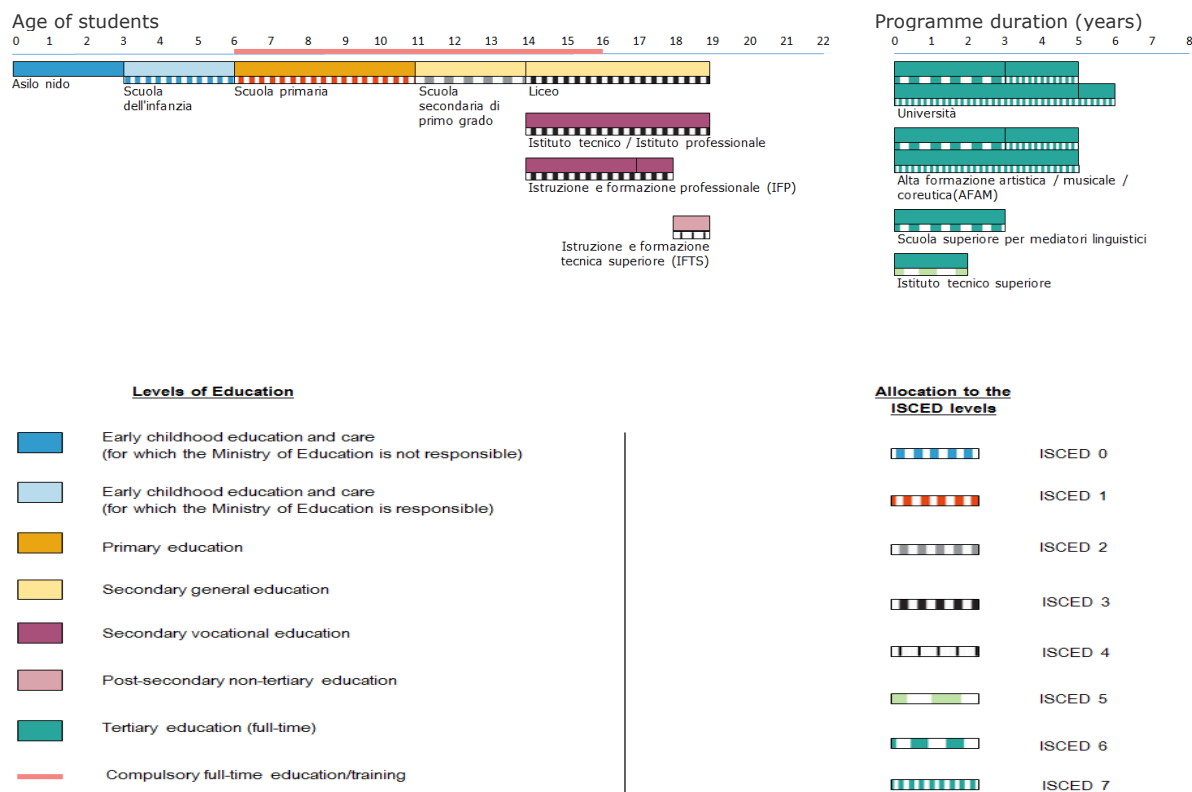 Age of students
0 1 2 3 4 5 6 7 8 9 10 11 12 13 14 15 16 17 18 19 20 21 22
Asilo nido
Scuola
dell'infanzia
Scuola primaria
Scuola
secondaria di
primo grado
Liceo
Istituto tecnico / Istituto professionale
Istruzione e formazione professionale (IFP)
Istruzione e formazione
tecnica superiore (IFTS)
Programme duration (years)
0 1 2 3 4 5 6 7 8
Università
Alta formazione artistica / musicale /
coreutica(AFAM)
Scuola superiore per mediatori linguistici
Istituto tecnico superiore
Levels of Education
Early childhood education and care
(for which the Ministry of Education is not responsible)
Early childhood education and care
(for which the Ministry of Education is responsible)
Primary education
Secondary general education
Secondary vocational education
Post-secondary non-tertiary education
Tertiary education (full-time)
Compulsory full-time education/training
Allocation to the
ISCED levels
ISCED 0
ISCED 1
ISCED 2
ISCED 3
ISCED 4
ISCED 5
ISCED 6
ISCED 7